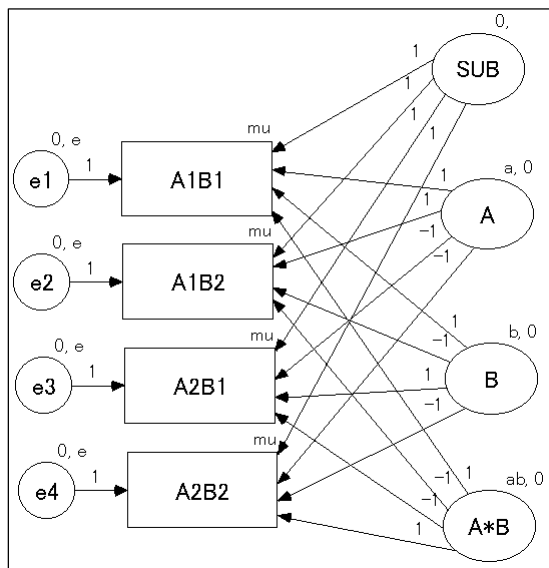 0,
SUB
1
1
1
1
mu
0, e
e1
1
A1B1
a, 0
A
1
1
-1
-1
mu
0, e
e2
1
A1B2
b, 0
B
1
-1
1
-1
mu
0, e
e3
1
A2B1
ab, 0
A*B
1
-1
-1
1
mu
0, e
e4
1
A2B2